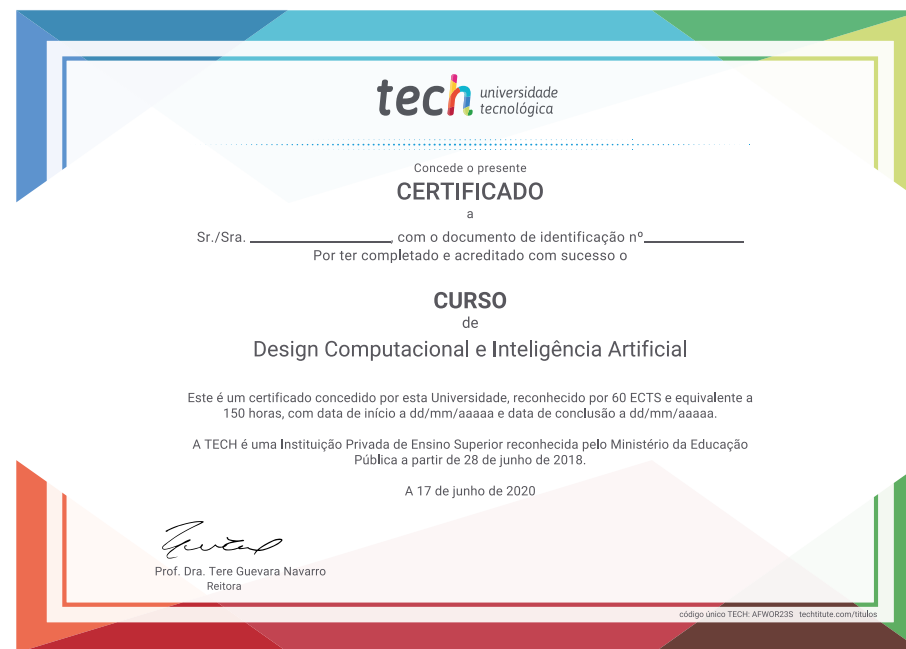 tech universidade
tecnológica
Concede o presente
CERTIFICADO
a
Sr./Sra. ____________________, com o documento de identificação nº______________
Por ter completado e acreditado com sucesso o
CURSO
de
Design Computacional e Inteligência Artificial
Este é um certificado concedido por esta Universidade, reconhecido por 60 ECTS e equivalente a
150 horas, com data de início a dd/mm/aaaaa e data de conclusão a dd/mm/aaaaa.
A TECH é uma Instituição Privada de Ensino Superior reconhecida pelo Ministério da Educação
Pública a partir de 28 de junho de 2018.
A 17 de junho de 2020
Prof. Dra. Tere Guevara Navarro
Reitora
código único TECH: AFWOR23S techtitute.com/titulos